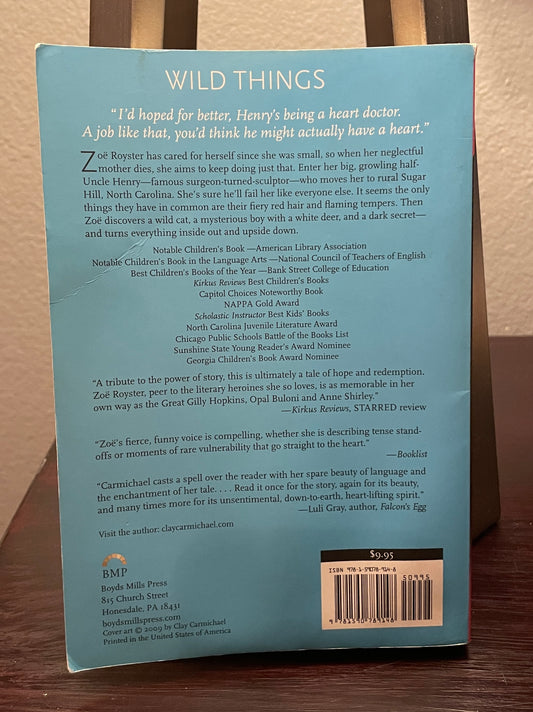 WILD THINGS
“I’d hoped for better, Henry’s being a heart doctor.
A job like that, you’d think he might actually have a heart.”
Zoë Royster has cared for herself since she was small, so when her neglectful
mother dies, she aims to keep doing just that. Enter her big, growling half-
Uncle Henry—famous surgeon-turned-sculptor—who moves her to rural Sugar
Hill, North Carolina. She’s sure he’ll fail her like everyone else. It seems the only
things they have in common are their fiery red hair and flaming tempers. Then
Zoë discovers a wild cat, a mysterious boy with a white deer, and a dark secret—
and turns everything inside out and upside down.
Notable Children’s Book —American Library Association
Notable Children’s Book in the Language Arts —National Council of Teachers of English
Best Children’s Books of the Year —Bank Street College of Education
Kirkus Reviews Best Children’s Books
Capitol Choices Noteworthy Book
NAPPA Gold Award
Scholastic Instructor Best Kids’ Books
North Carolina Juvenile Literature Award
Chicago Public Schools Battle of the Books List
Sunshine State Young Reader’s Award Nominee
Georgia Children’s Book Award Nominee
“A tribute to the power of story, this is ultimately a tale of hope and redemption.
Zoë Royster, peer to the literary heroines she so loves, is as memorable in her
own way as the Great Gilly Hopkins, Opal Buloni and Anne Shirley.”
—Kirkus Reviews, STARRED review
“Zoë’s fierce, funny voice is compelling, whether she is describing tense stand-
offs or moments of rare vulnerability that go straight to the heart.”
—Booklist
“Carmichael casts a spell over the reader with her spare beauty of language and
the enchantment of her tale. . . . Read it once for the story, again for its beauty,
and many times more for its unsentimental, down-to-earth, heart-lifting spirit.”
—Luli Gray, author, Falcon’s Egg
Visit the author: claycarmichael.com
BMP
Boyds Mills Press
815 Church Street
Honesdale, PA 18431
boydsmillspress.com
Cover art © 2009 by Clay Carmichael
Printed in the United States of America
$9.95
ISBN 978-1-59078-914-8
50995
9 781590 789148